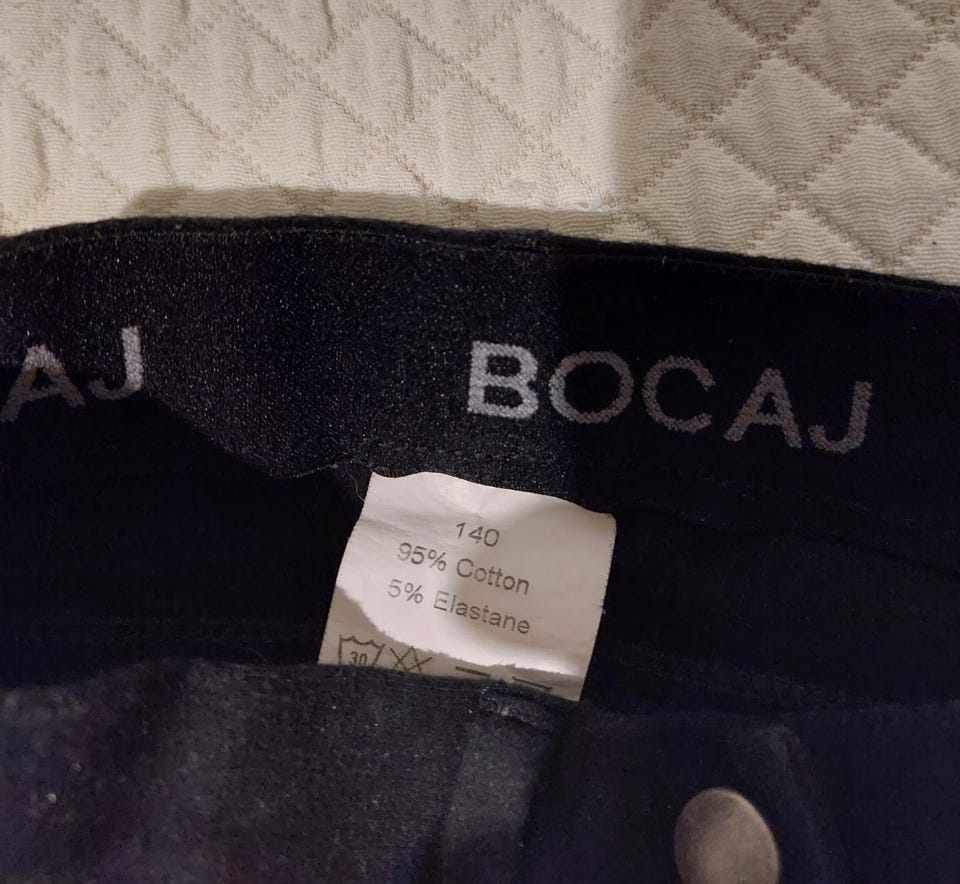 AJ
BOCAJ
140
95% Cotton
5% Elastane
30